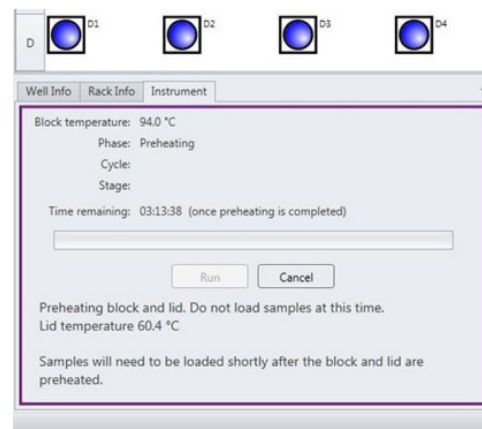 D1 D2 D3 D4
D
Well Info Rack Info Instrument
Block temperature: 94.0 °C
Phase: Preheating
Cycle:
Stage:
Time remaining: 03:13:38 (once preheating is completed)
Run Cancel
Preheating block and lid. Do not load samples at this time.
Lid temperature 60.4 °C
Samples will need to be loaded shortly after the block and lid are
preheated.